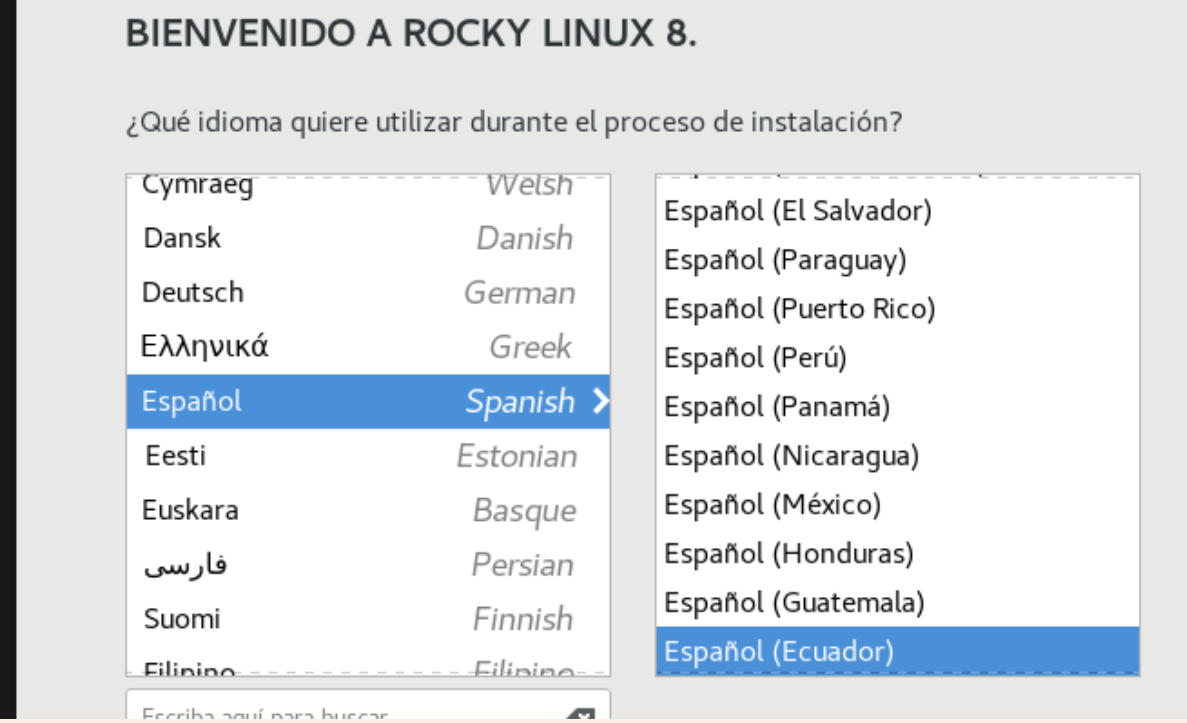 BIENVENIDO A ROCKY LINUX 8.
¿Qué idioma quiere utilizar durante el proceso de instalación?
Cymraeg Welsh
Dansk Danish
Deutsch German
Ελληνικά Greek
Español Spanish
Eesti Estonian
Euskara Basque
فارسی Persian
Suomi Finnish
Filipino Filipino
Escriba aquí para buscar
Español (El Salvador)
Español (Paraguay)
Español (Puerto Rico)
Español (Perú)
Español (Panamá)
Español (Nicaragua)
Español (México)
Español (Honduras)
Español (Guatemala)
Español (Ecuador)